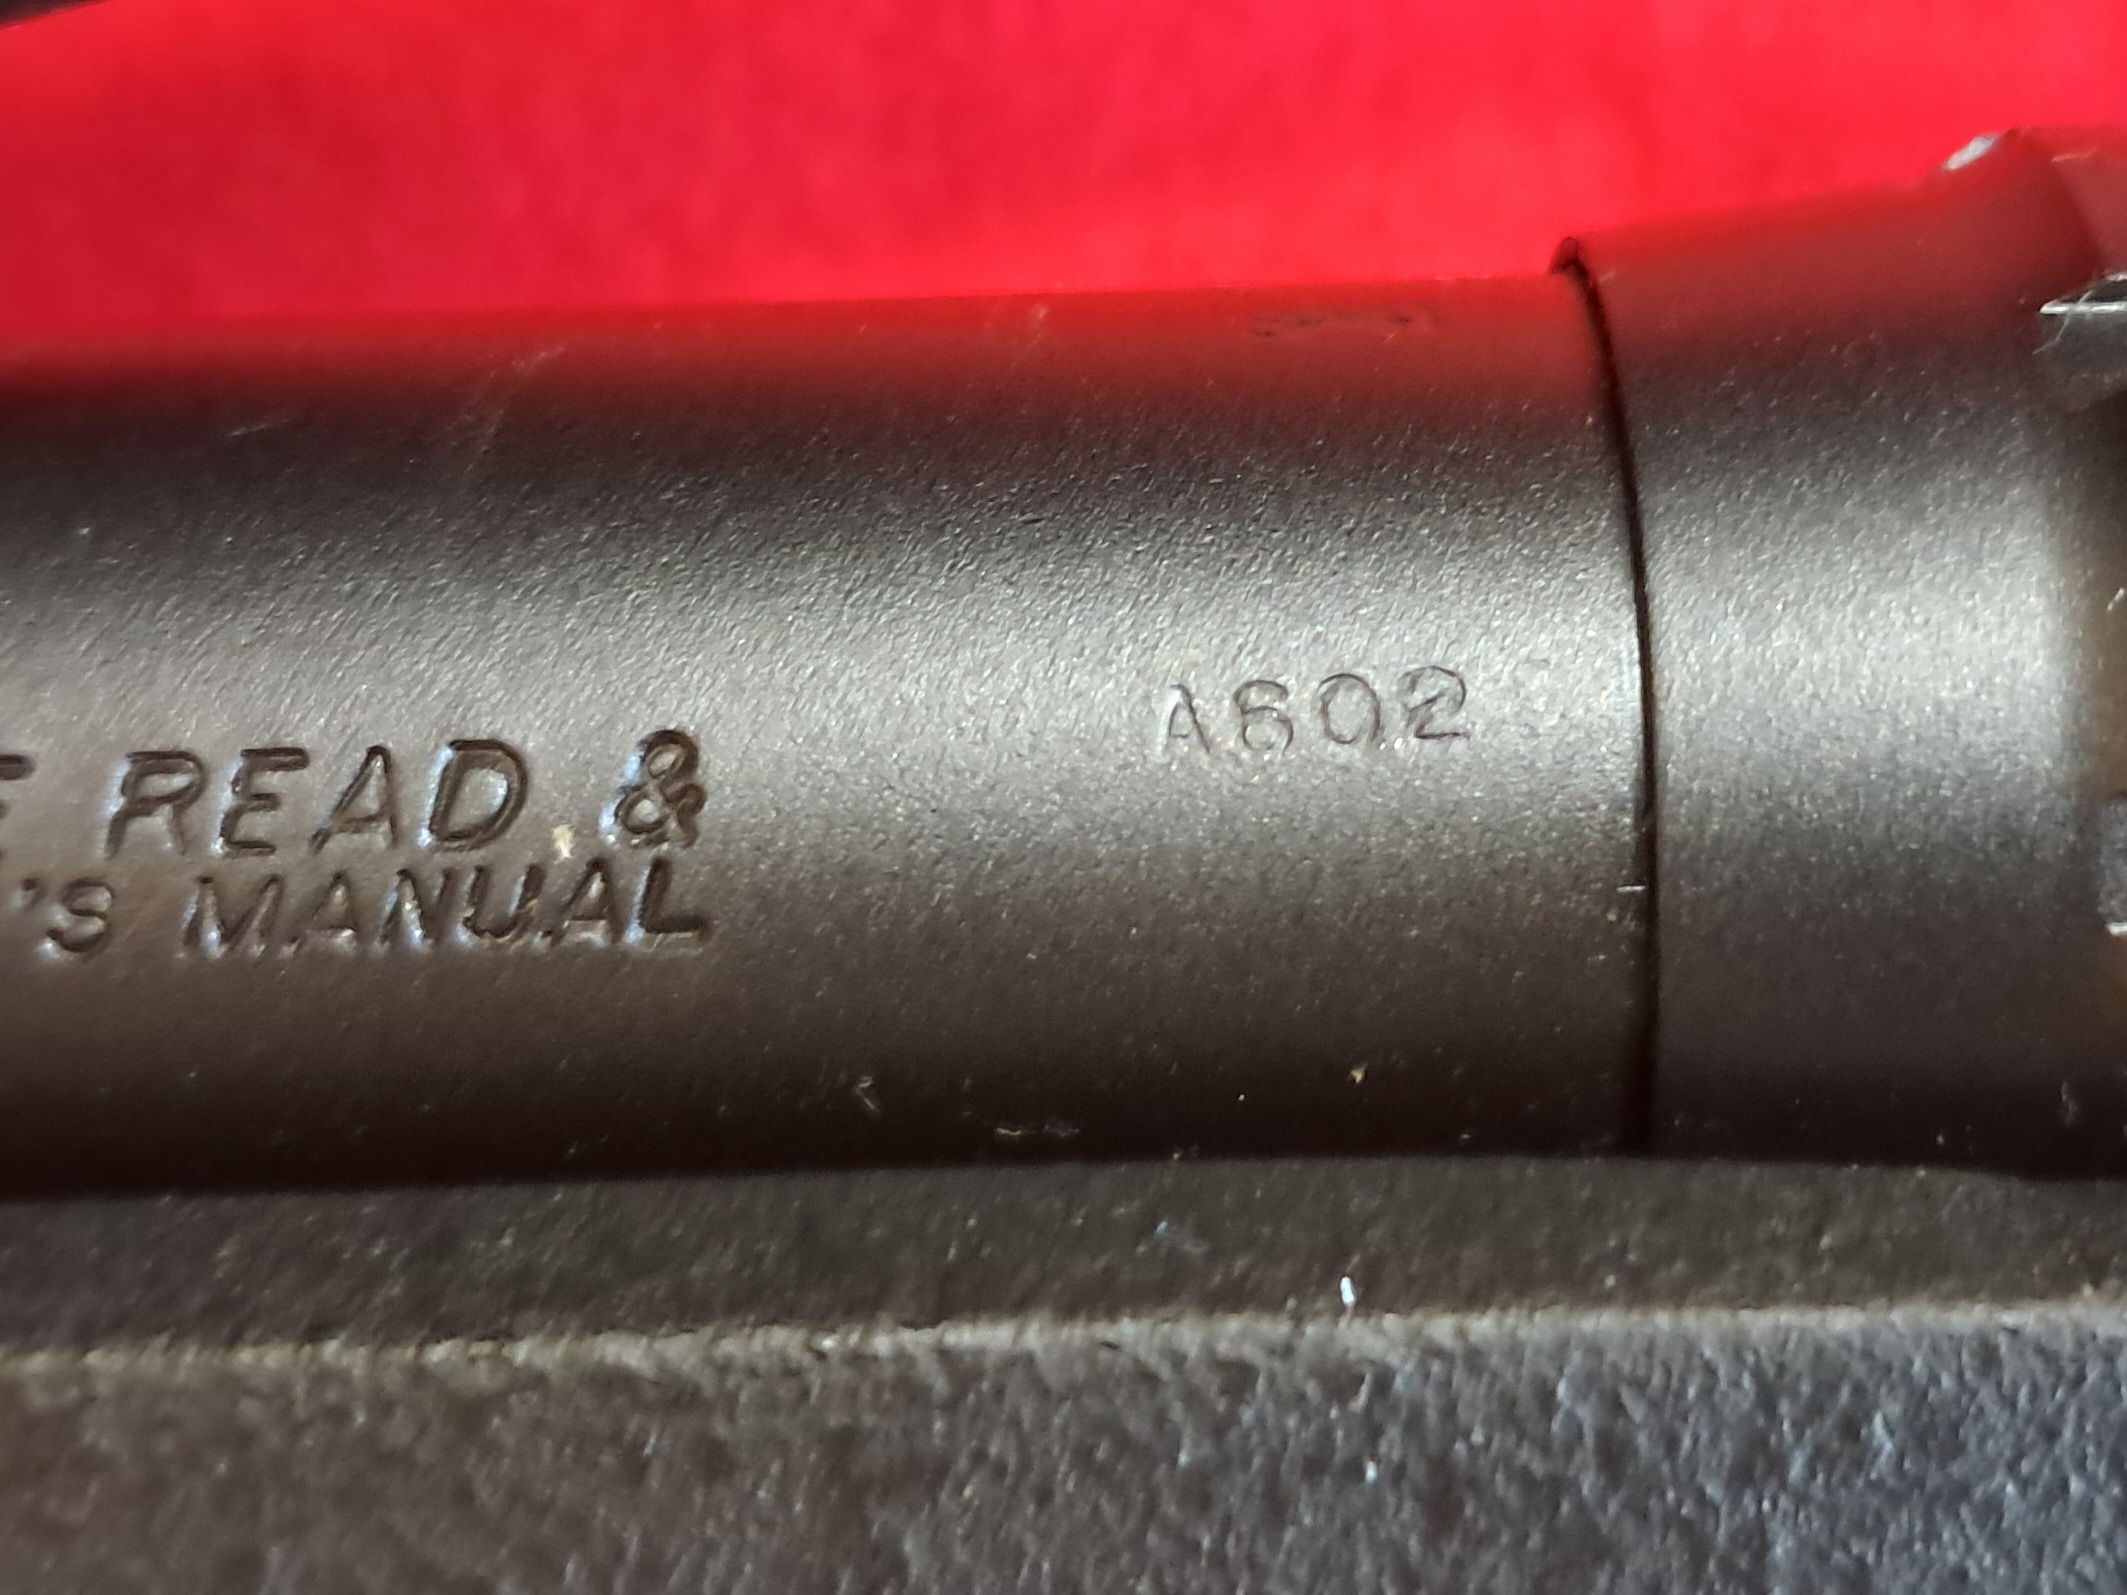 READ &
'S MANUAL
A602